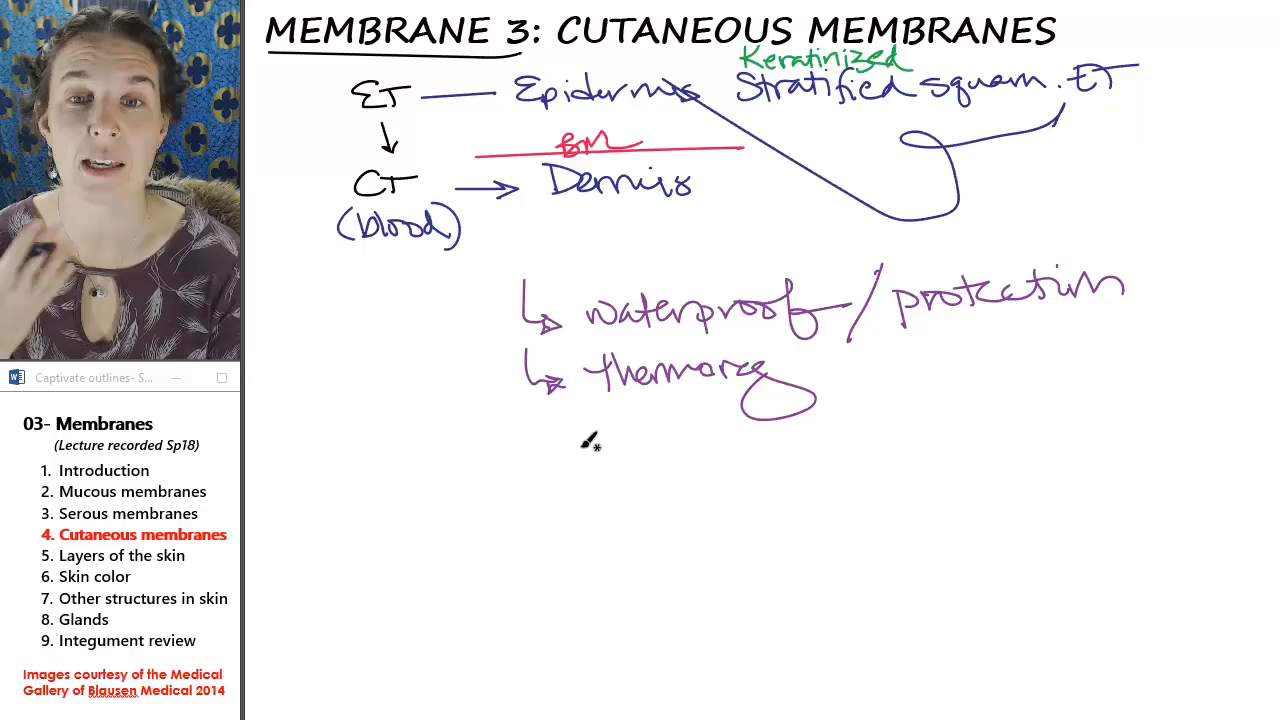 MEMBRANE 3: CUTANEOUS MEMBRANES
Keratinized
ET Epidermis Stratified squam. ET
BM
CT Dermis
(blood)
waterproof / protection
thermoreg
Captivate outlines- S...
03- Membranes
(Lecture recorded Sp18)
1. Introduction
2. Mucous membranes
3. Serous membranes
4. Cutaneous membranes
5. Layers of the skin
6. Skin color
7. Other structures in skin
8. Glands
9. Integument review
Images courtesy of the Medical
Gallery of Blausen Medical 2014